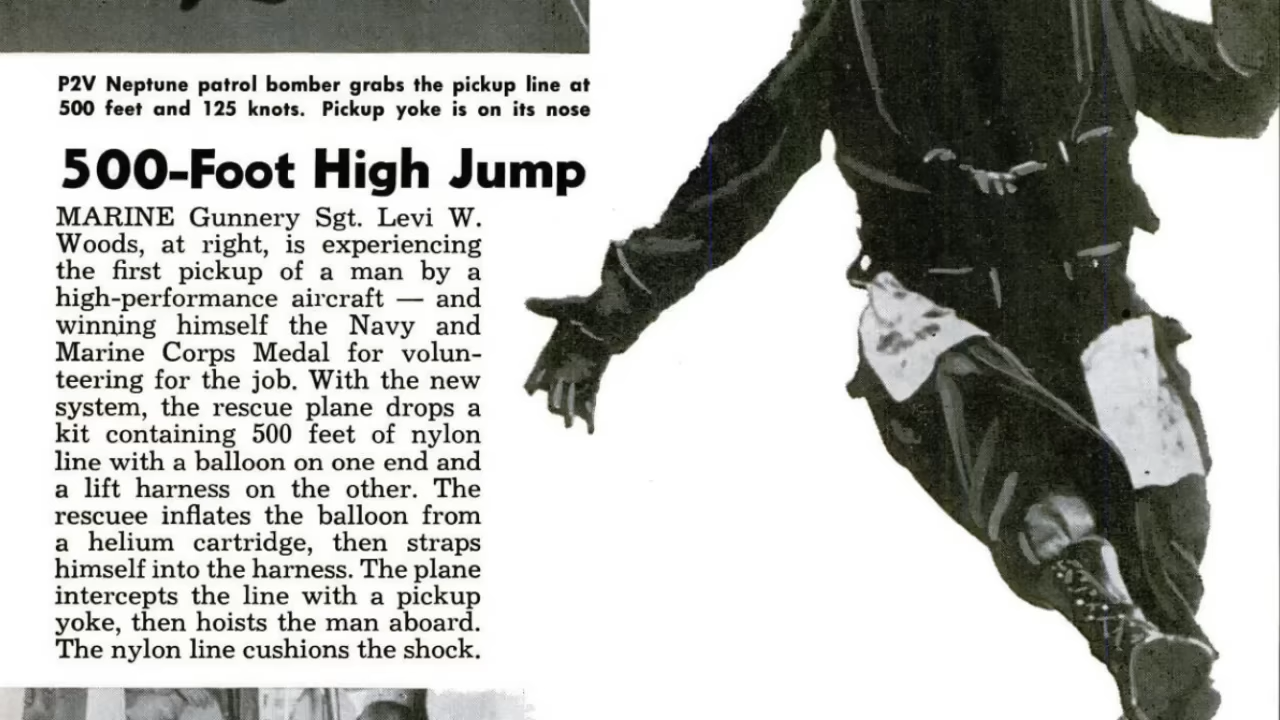 P2V Neptune patrol bomber grabs the pickup line at
500 feet and 125 knots. Pickup yoke is on its nose
500-Foot High Jump
MARINE Gunnery Sgt. Levi W.
Woods, at right, is experiencing
the first pickup of a man by a
high-performance aircraft — and
winning himself the Navy and
Marine Corps Medal for volun-
teering for the job. With the new
system, the rescue plane drops a
kit containing 500 feet of nylon
line with a balloon on one end and
a lift harness on the other. The
rescuee inflates the balloon from
a helium cartridge, then straps
himself into the harness. The plane
intercepts the line with a pickup
yoke, then hoists the man aboard.
The nylon line cushions the shock.